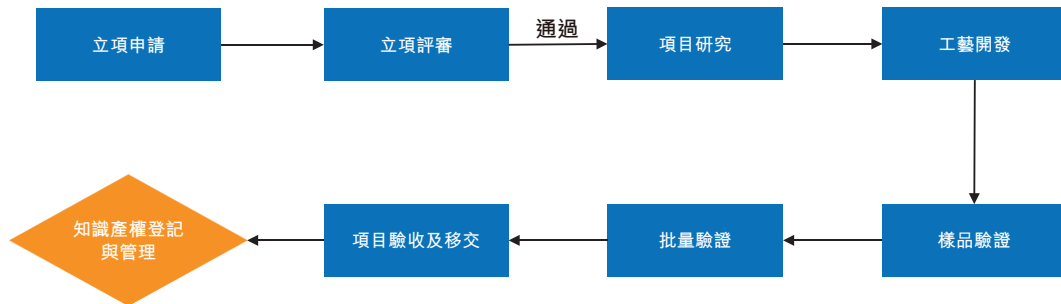 立項申請
立項評審
通過
項目研究
工藝開發
樣品驗證
批量驗證
項目驗收及移交
知識產權登記
與管理